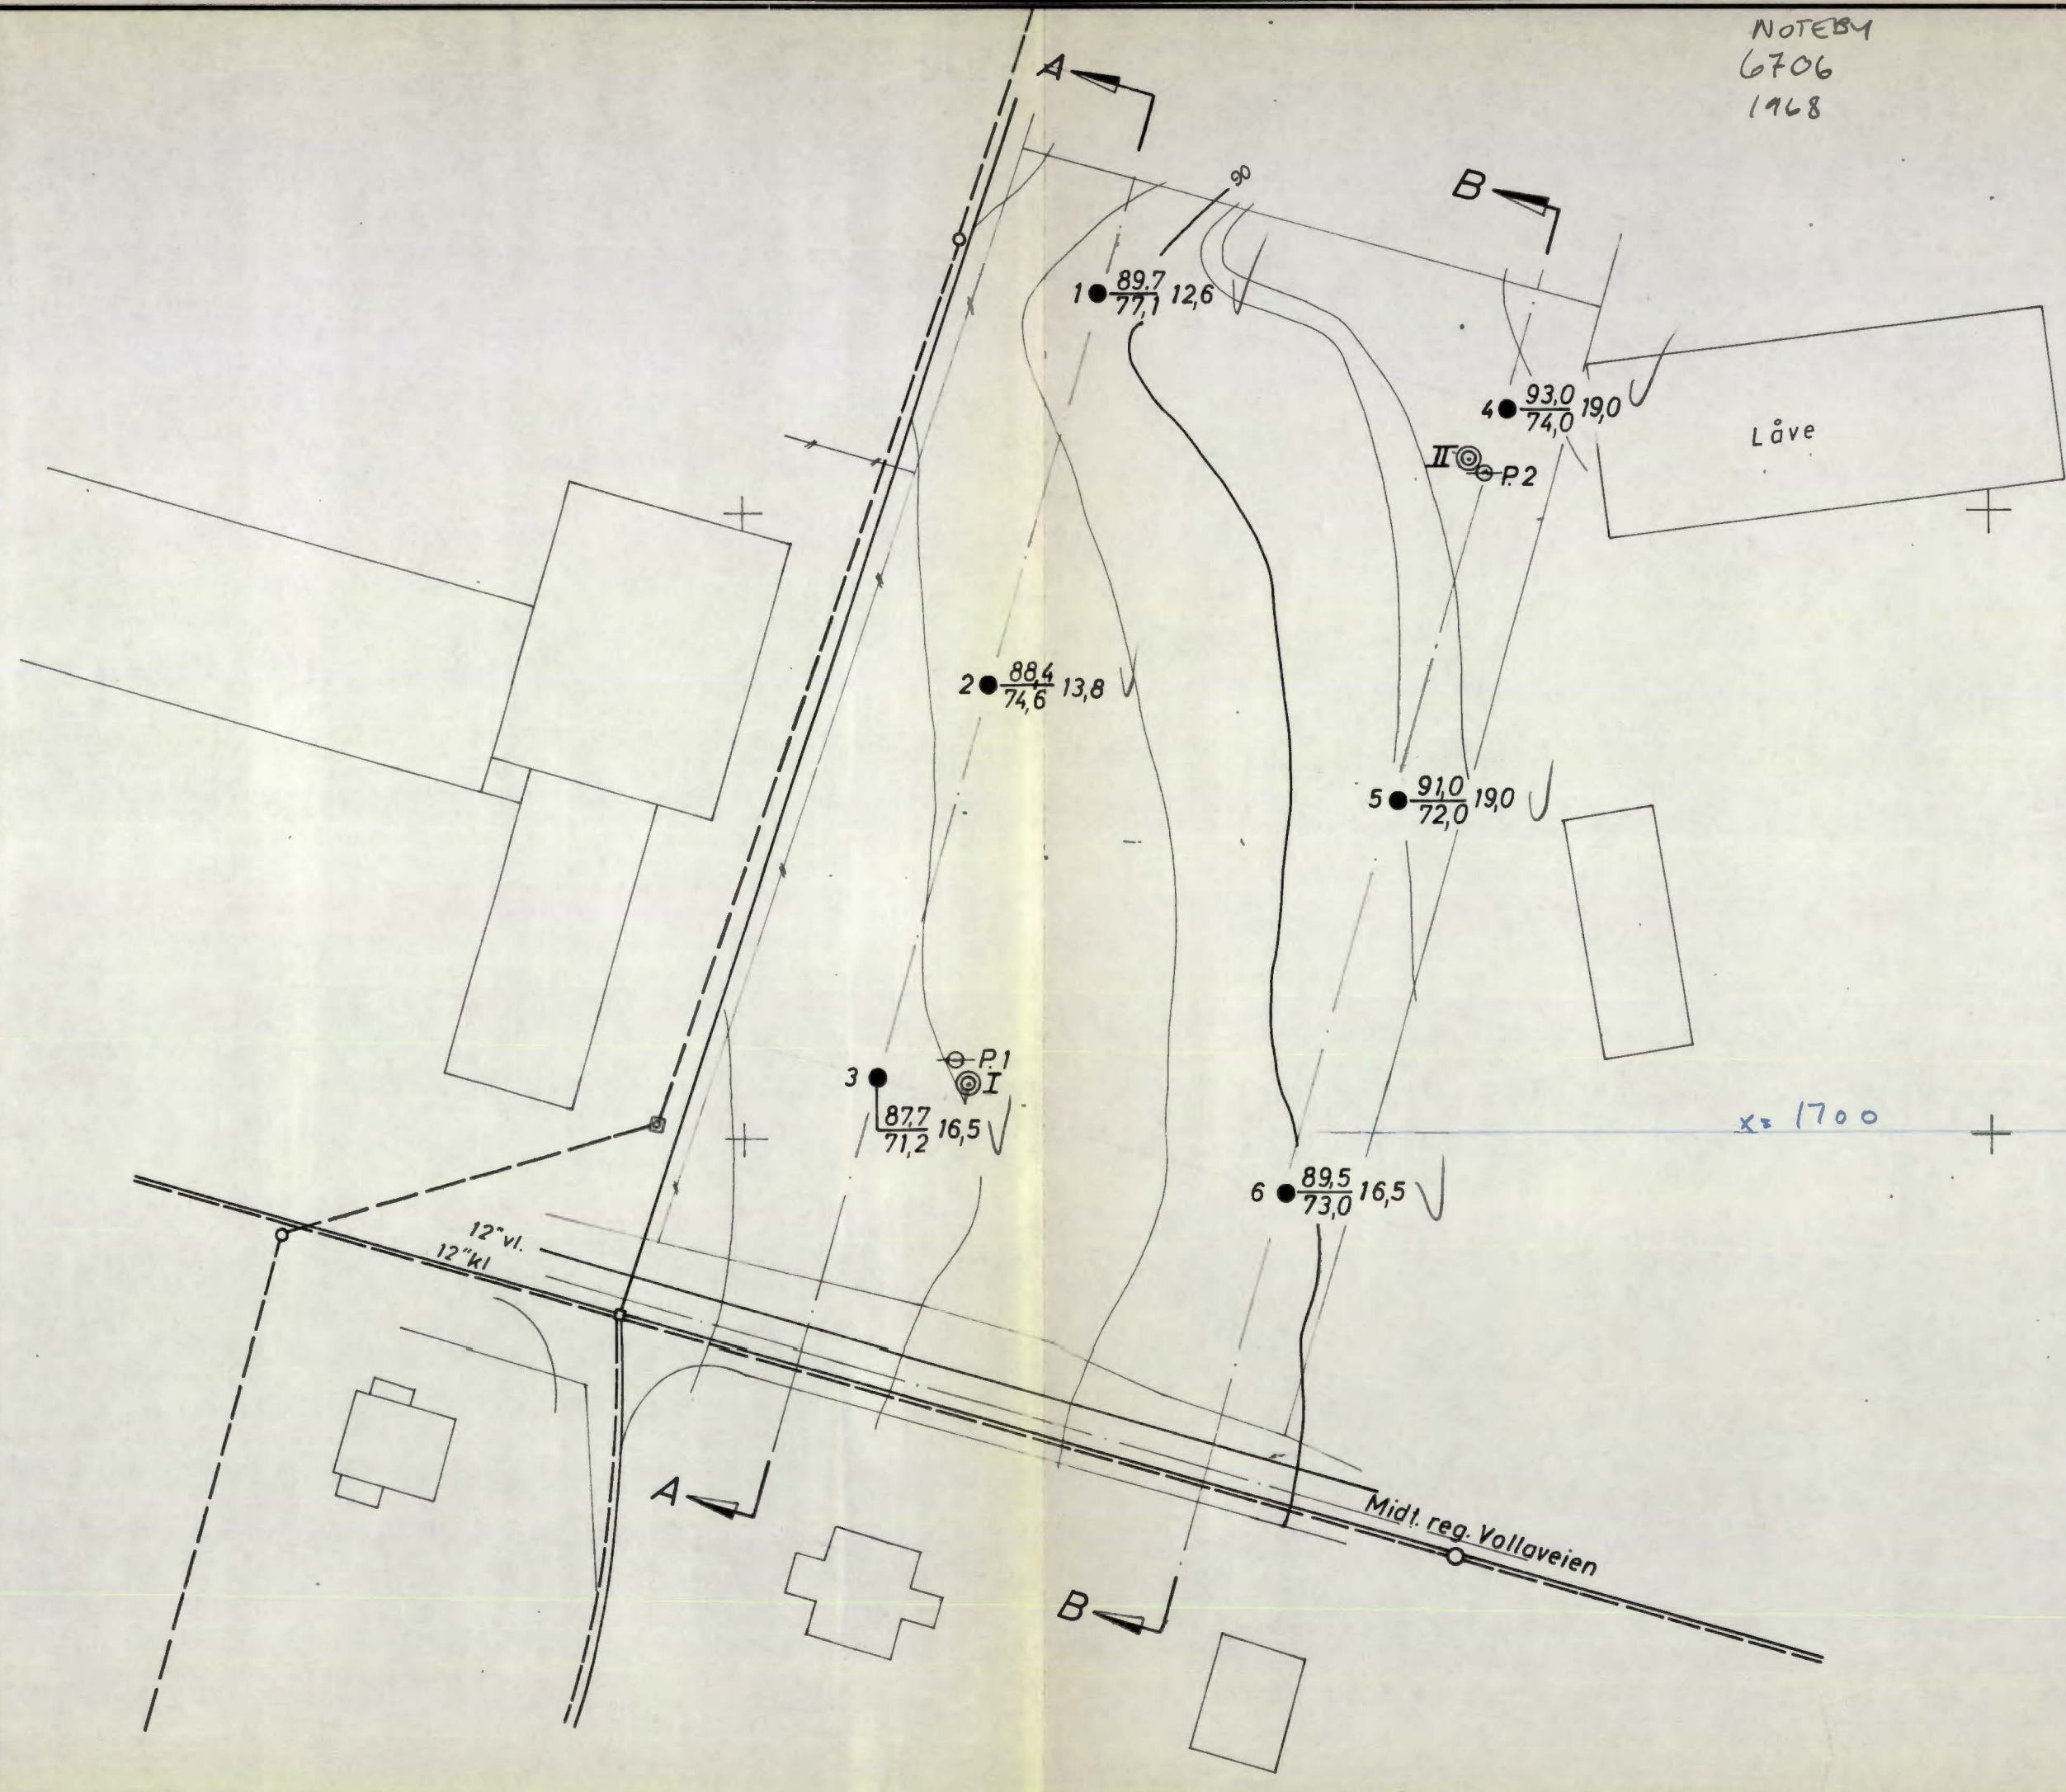 NOTEBY
6706
1968
A
90
B
1 89,7 12,6
77,1
4 93,0 19,0
74,0
Låve
II P.2
2 88,4 13,8
74,6
5 91,0 19,0
72,0
3 P.1
I
87,7 16,5
71,2
x= 1700
6 89,5 16,5
73,0
12" vl.
12" kl
A
Midt. reg. Vollaveien
B